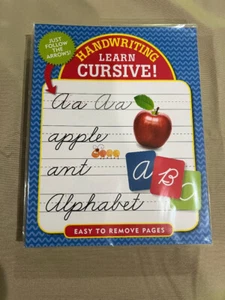 JUST
FOLLOW
THE
ARROWS!
HANDWRITING
LEARN
CURSIVE!
Aa Aa
apple
ant
Alphabet
A
B
C
EASY TO REMOVE PAGES